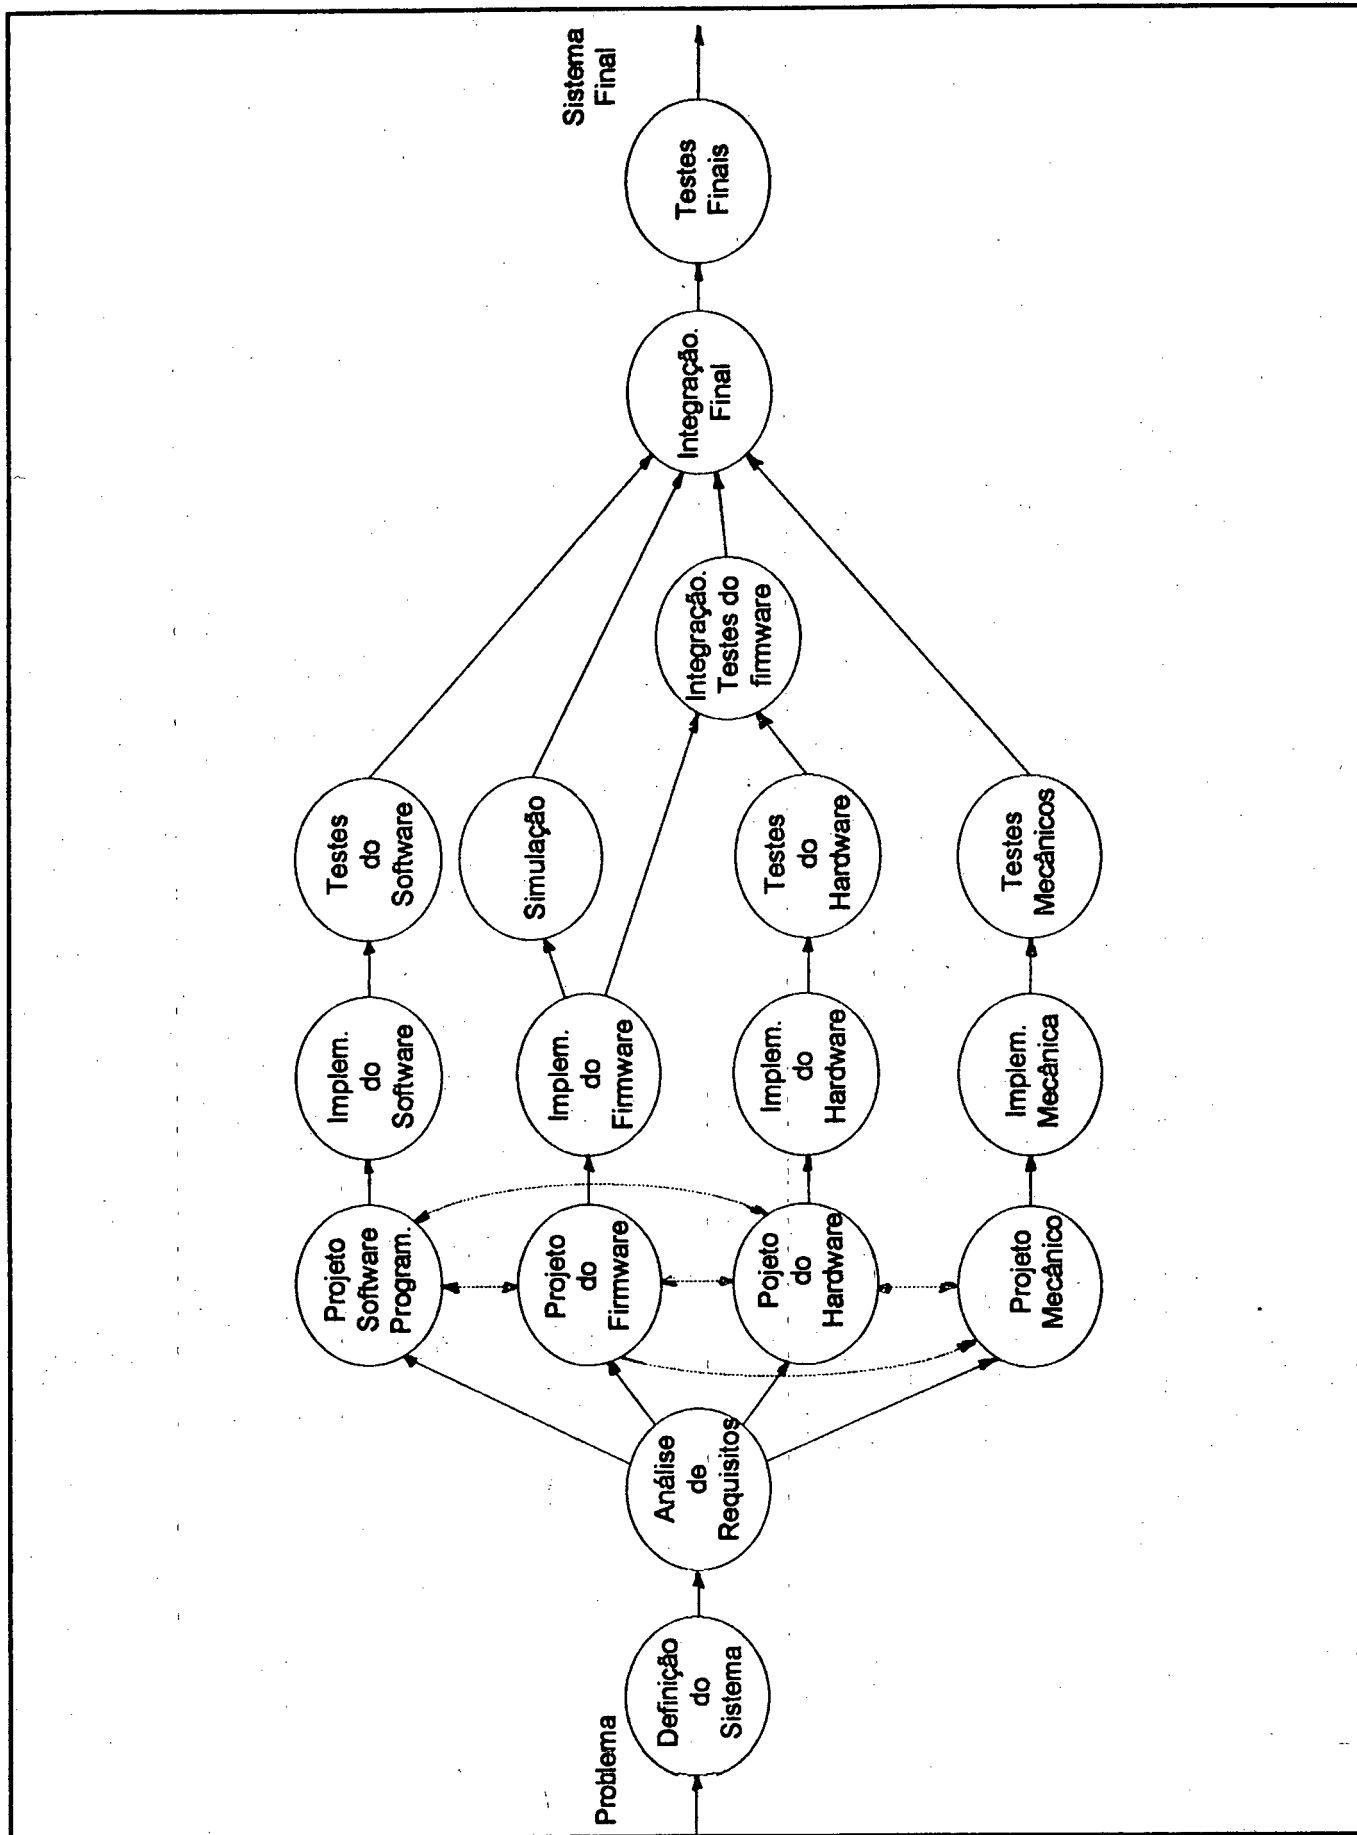 Problema
Definição
do
Sistema
Análise
de
Requisitos
Projeto
Software
Program.
Projeto
do
Firmware
Pojeto
do
Hardware
Projeto
Mecânico
Implem.
do
Software
Implem.
do
Firmware
Implem.
do
Hardware
Implem.
Mecânica
Testes
do
Software
Simulação
Testes
do
Hardware
Testes
Mecânicos
Integração.
Testes do
firmware
Integração.
Final
Testes
Finais
Sistema
Final